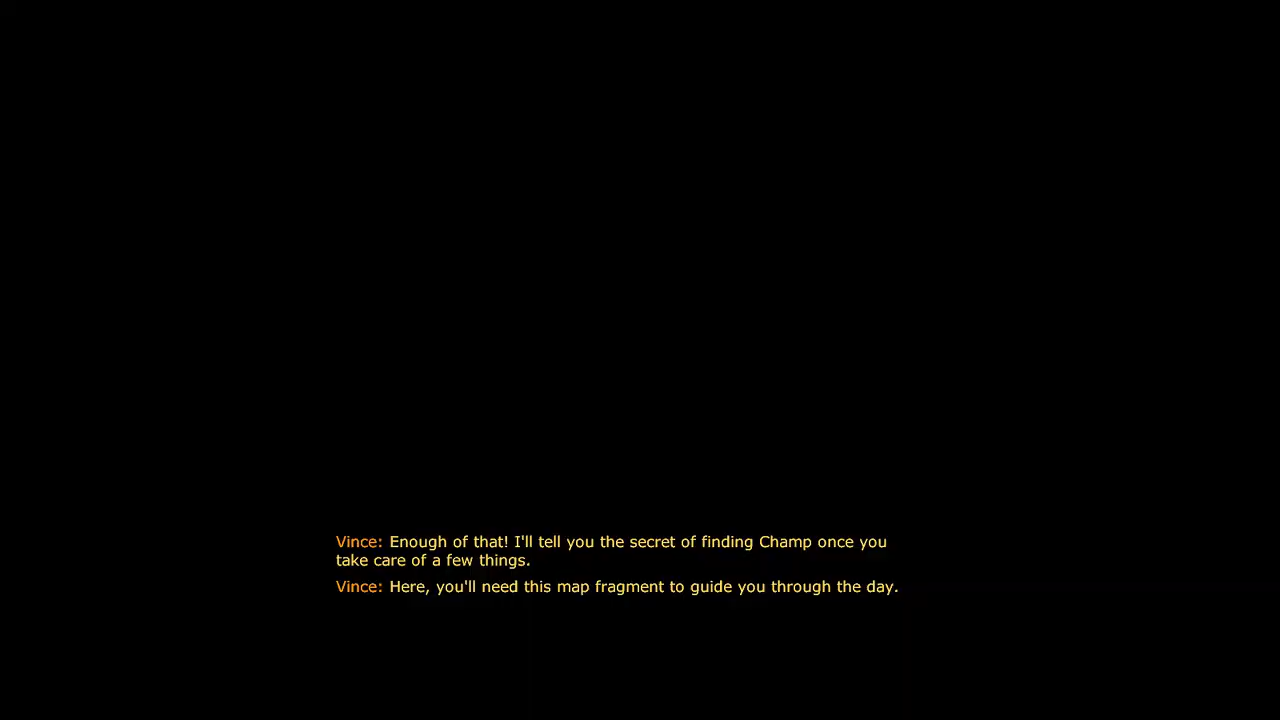 Vince: Enough of that! I'll tell you the secret of finding Champ once you
take care of a few things.
Vince: Here, you'll need this map fragment to guide you through the day.